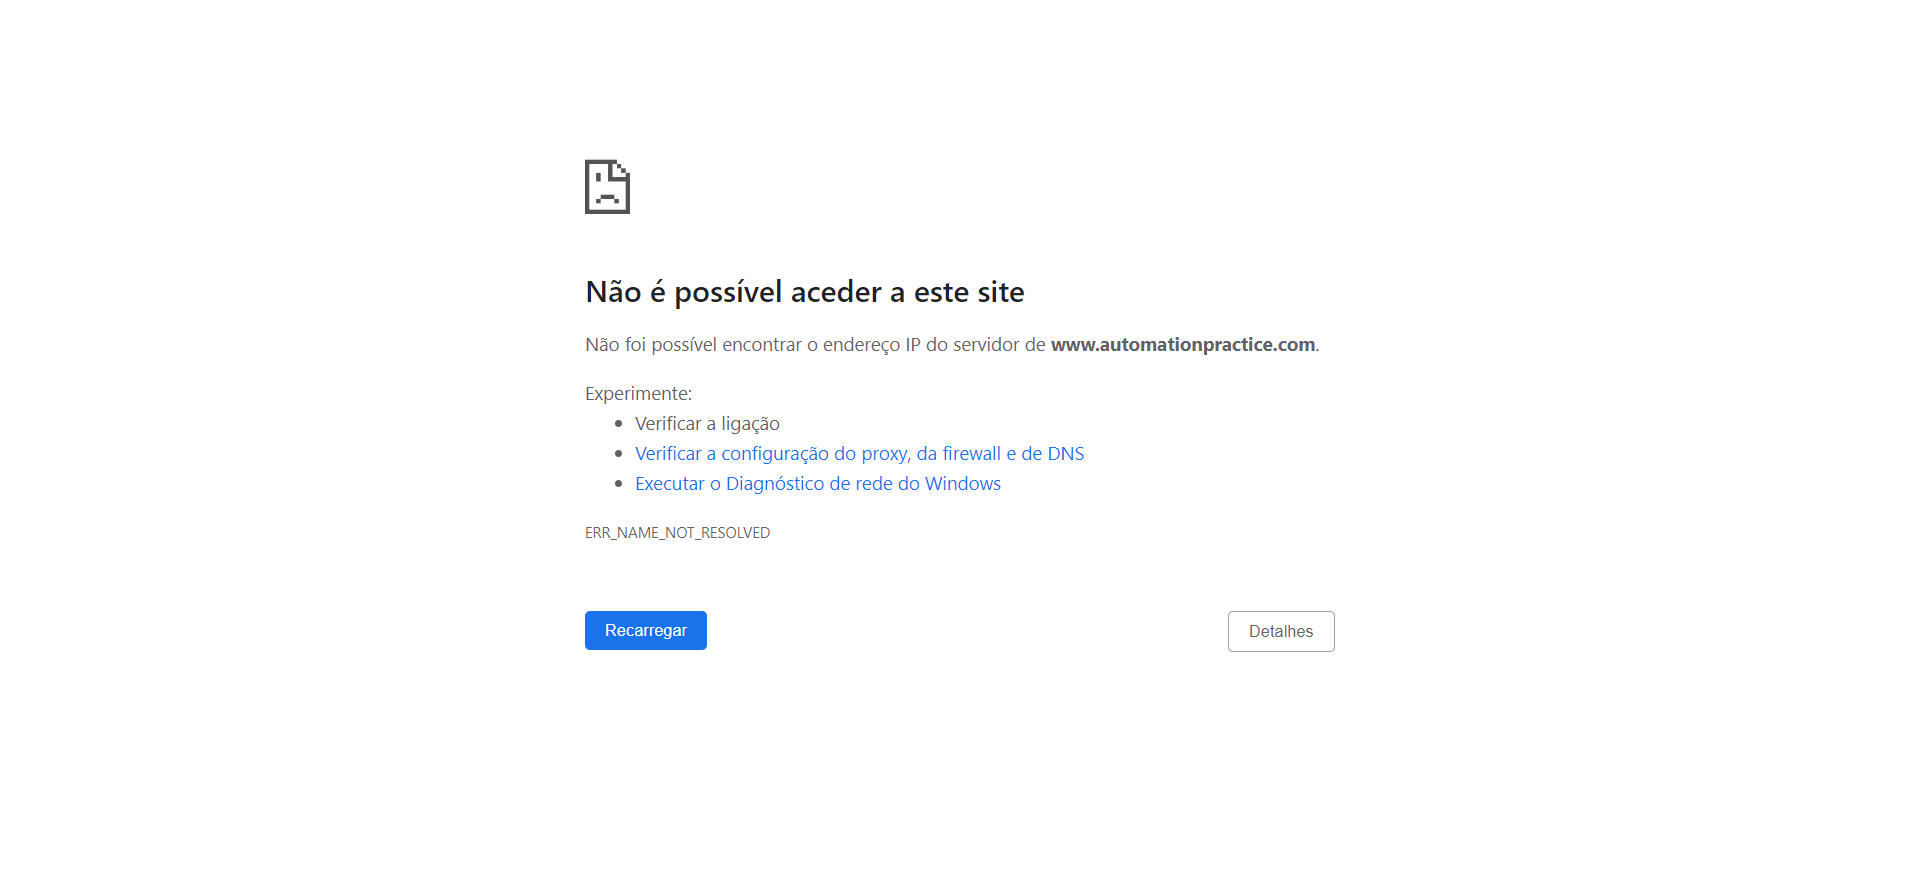 Não é possível aceder a este site
Não foi possível encontrar o endereço IP do servidor de www.automationpractice.com.
Experimente:
Verificar a ligação
Verificar a configuração do proxy, da firewall e de DNS
Executar o Diagnóstico de rede do Windows
ERR_NAME_NOT_RESOLVED
Recarregar
Detalhes